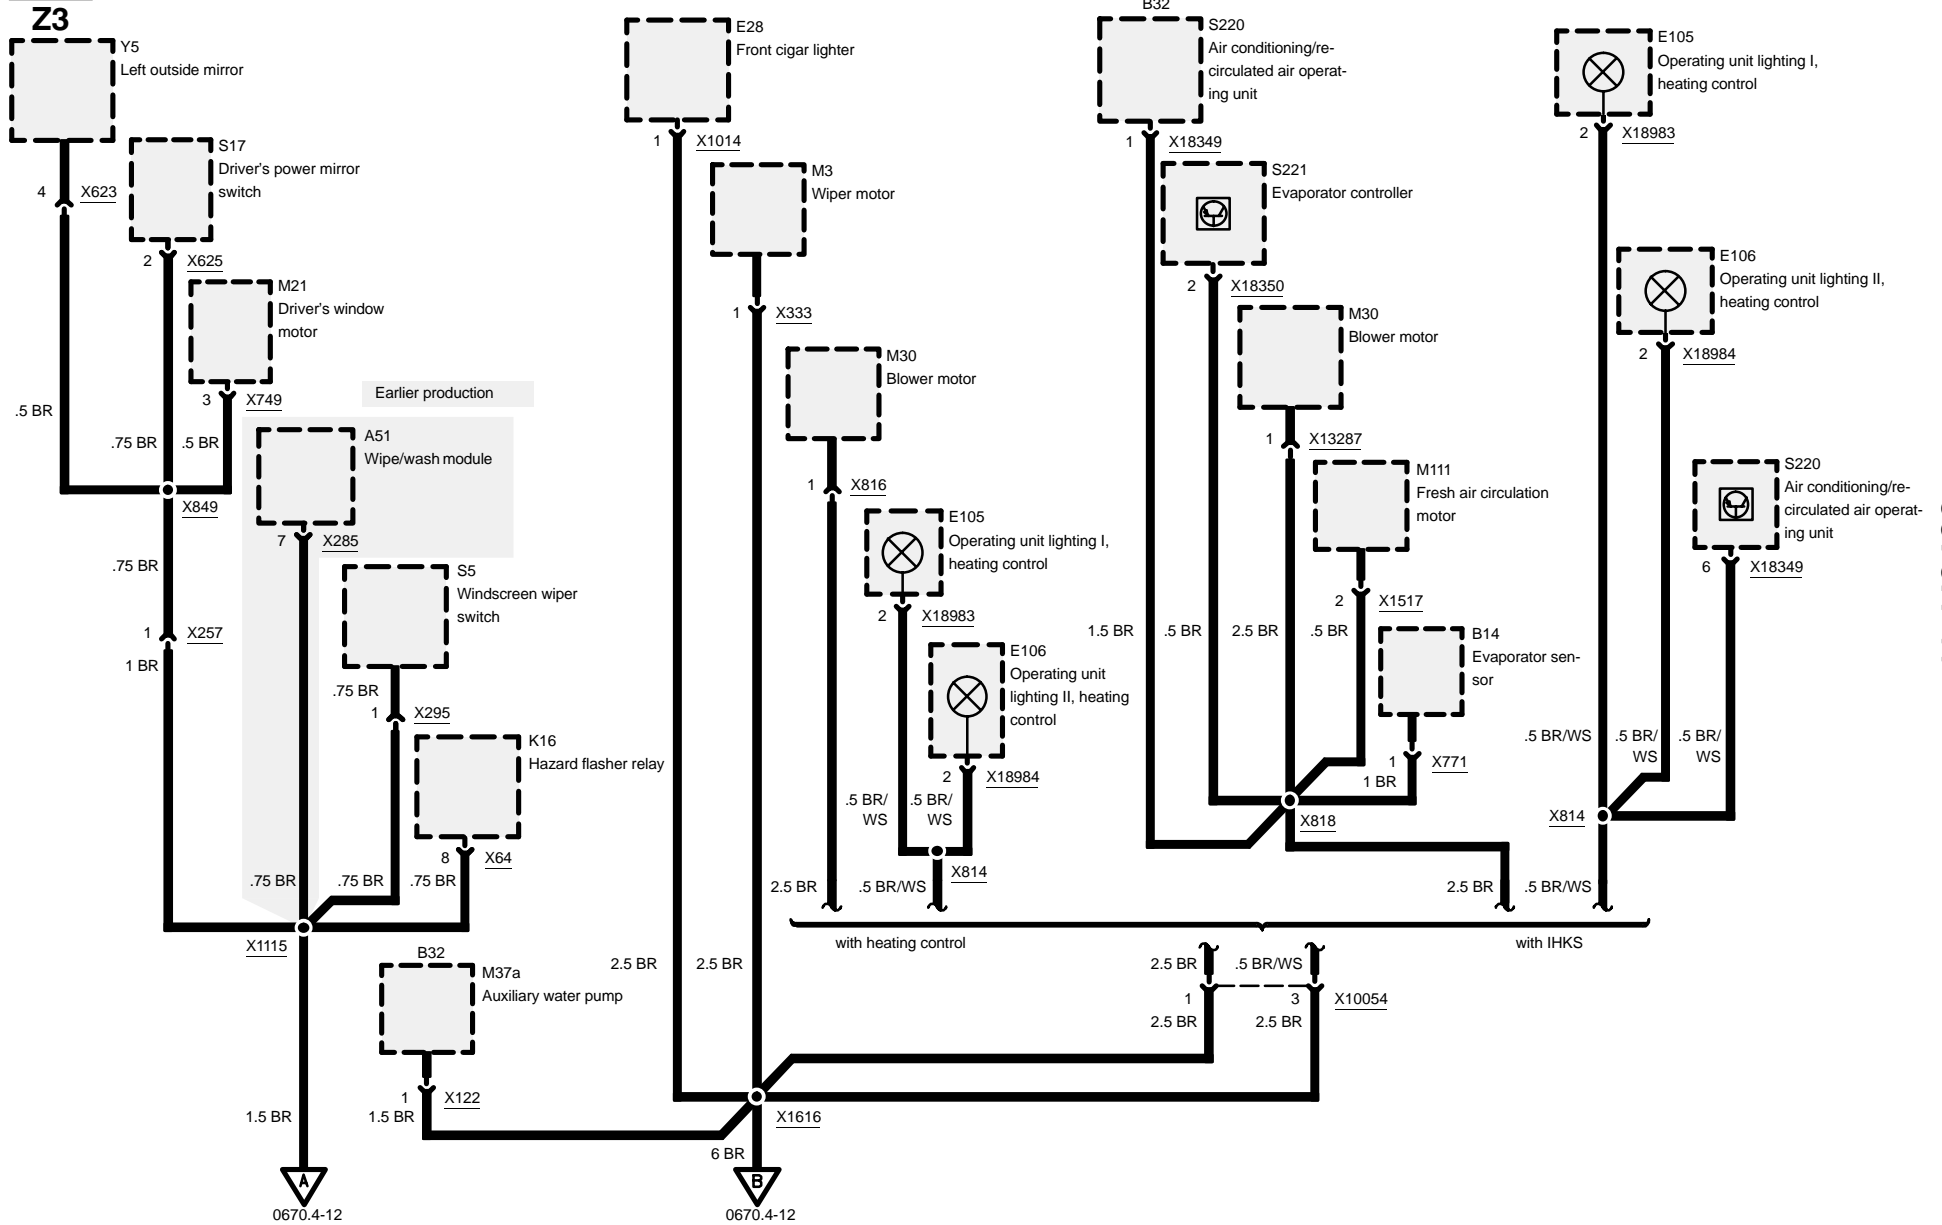 Z3
Y5
Left outside mirror
4
X623
.5 BR
S17
Driver's power mirror
switch
2
X625
.75 BR
M21
Driver's window
motor
3
X749
.5 BR
X849
.75 BR
1
X257
1 BR
Earlier production
A51
Wipe/wash module
7
X285
.75 BR
S5
Windscreen wiper
switch
.75 BR
1
X295
.75 BR
K16
Hazard flasher relay
8
X64
.75 BR
X1115
1.5 BR
A
0670.4-12
B32
M37a
Auxiliary water pump
1
X122
1.5 BR
E28
Front cigar lighter
1
X1014
2.5 BR
M3
Wiper motor
1
X333
2.5 BR
M30
Blower motor
1
X816
2.5 BR
E105
Operating unit lighting I,
heating control
2
X18983
.5 BR/
WS
E106
Operating unit
lighting II, heating
control
2
X18984
.5 BR/
WS
X814
.5 BR/WS
with heating control
B32
S220
Air conditioning/re-
circulated air operat-
ing unit
1
X18349
1.5 BR
S221
Evaporator controller
2
X18350
.5 BR
M30
Blower motor
1
X13287
2.5 BR
M111
Fresh air circulation
motor
2
X1517
.5 BR
B14
Evaporator sen-
sor
1
X771
1 BR
X818
2.5 BR
E105
Operating unit lighting I,
heating control
2
X18983
.5 BR/WS
E106
Operating unit lighting II,
heating control
2
X18984
.5 BR/
WS
S220
Air conditioning/re-
circulated air operat-
ing unit
6
X18349
.5 BR/
WS
X814
.5 BR/WS
with IHKS
2.5 BR
.5 BR/WS
1
3
X10054
2.5 BR
2.5 BR
X1616
6 BR
B
0670.4-12